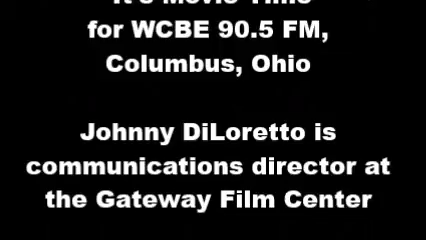 It's Movie Time
for WCBE 90.5 FM,
Columbus, Ohio
Johnny DiLoretto is
communications director at
the Gateway Film Center